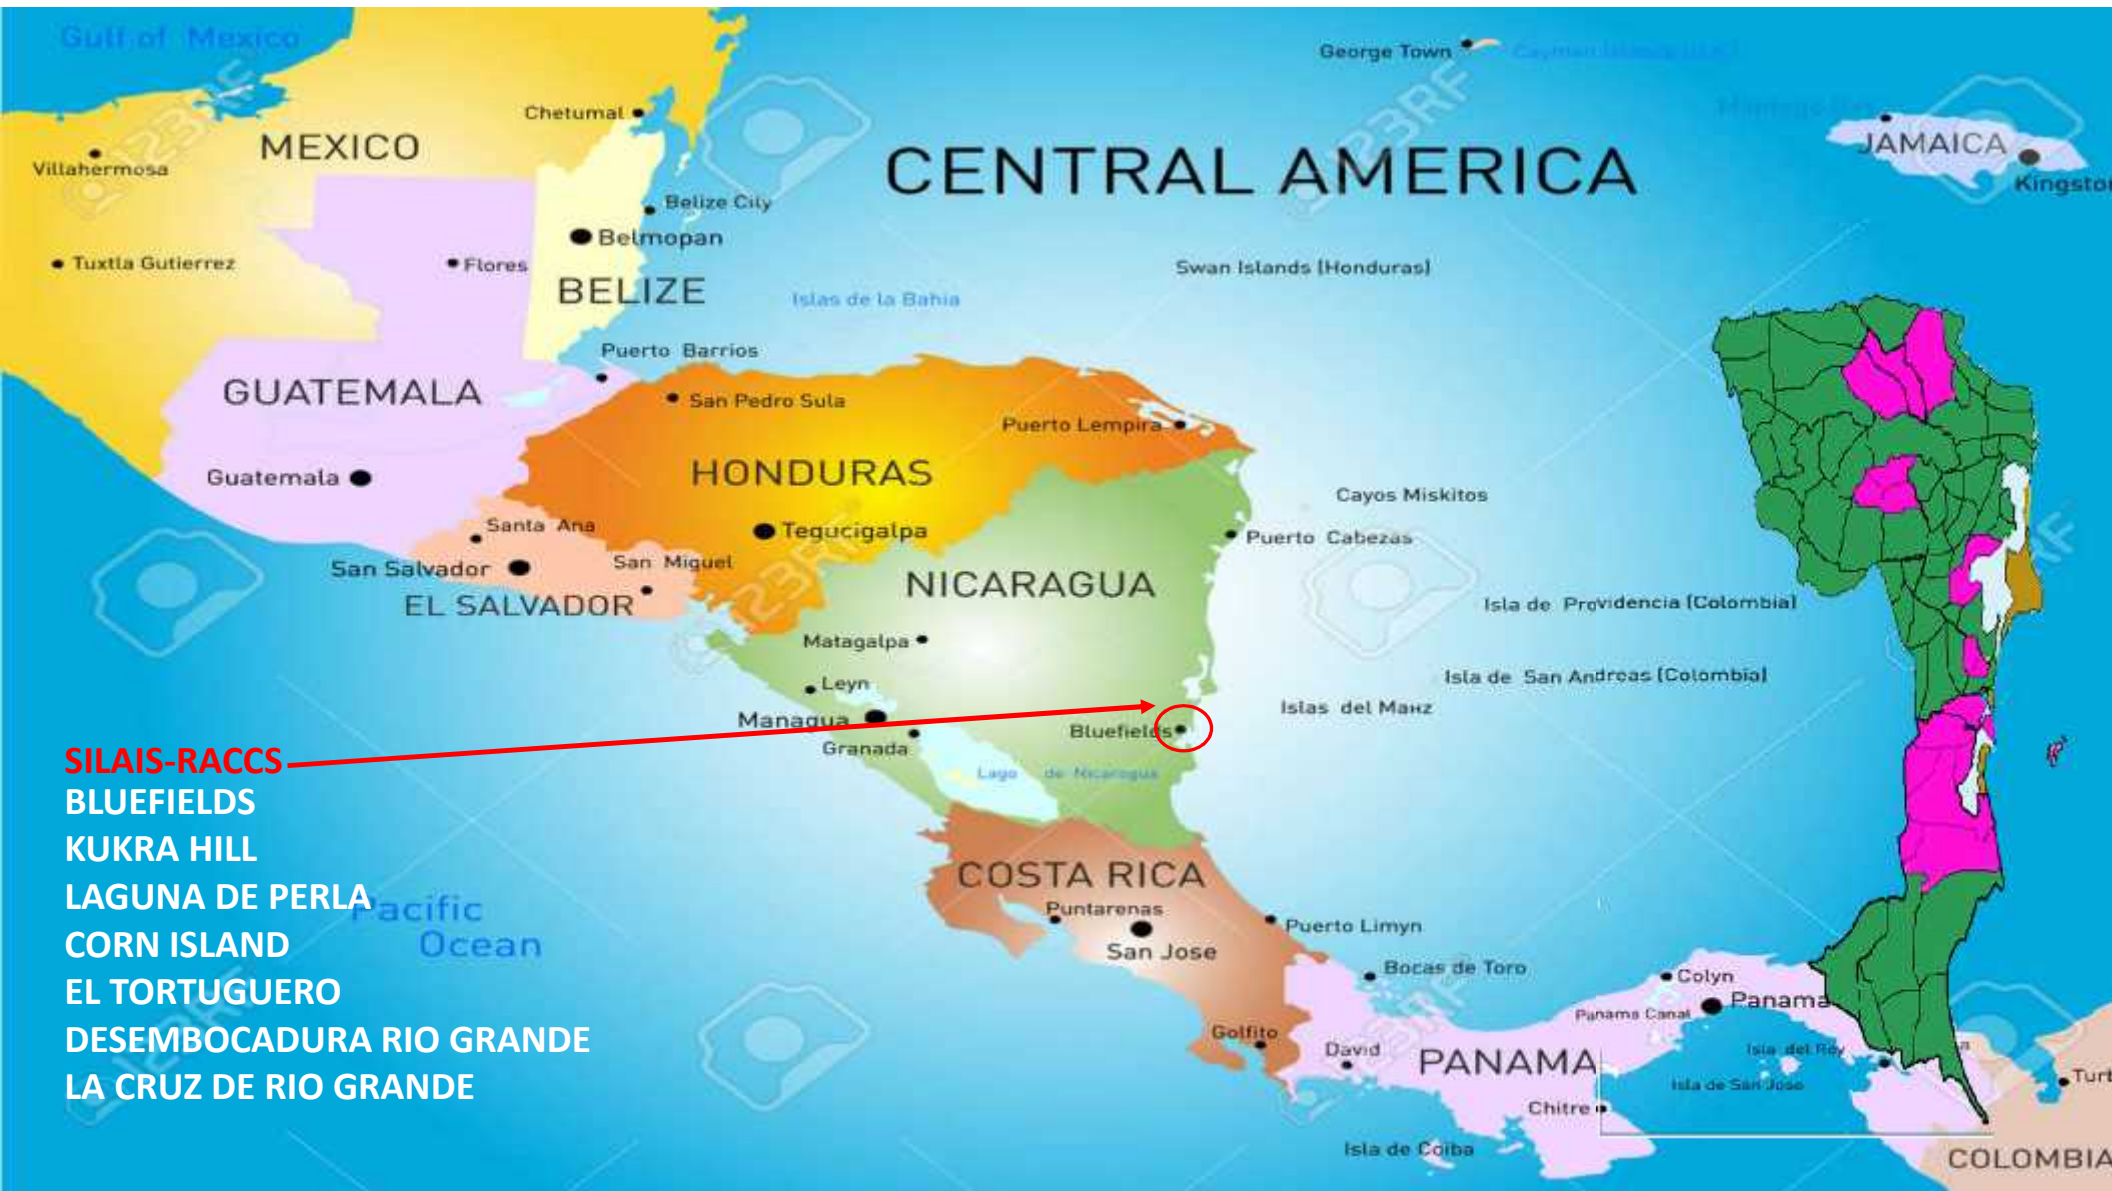 Gulf of Mexico
George Town
Cayman Islands (U.K.)
Montego Bay
Chetumal
MEXICO
Villahermosa
CENTRAL AMERICA
JAMAICA
Belize City
Belmopan
Tuxtla Gutierrez
Flores
BELIZE
Islas de la Bahia
Swan Islands (Honduras)
Puerto Barrios
GUATEMALA
San Pedro Sula
Puerto Lempira
HONDURAS
Guatemala
Santa Ana
Tegucigalpa
Cayos Miskitos
Puerto Cabezas
San Salvador
San Miguel
EL SALVADOR
NICARAGUA
Isla de Providencia (Colombia)
Matagalpa
Leyn
Isla de San Andreas (Colombia)
Islas del Maнz
Managua
Bluefields
Granada
Lago de Nicaragua
SILAIS-RACCS
BLUEFIELDS
KUKRA HILL
LAGUNA DE PERLA
CORN ISLAND
EL TORTUGUERO
DESEMBOCADURA RIO GRANDE
LA CRUZ DE RIO GRANDE
Pacific
Ocean
COSTA RICA
Puntarenas
San Jose
Puerto Limyn
Bocas de Toro
Colyn
Panama
Panama Canal
Golfito
David
PANAMA
Isla del Rey
Isla de San Jose
Chitre
Isla de Coiba
COLOMBIA
123RF